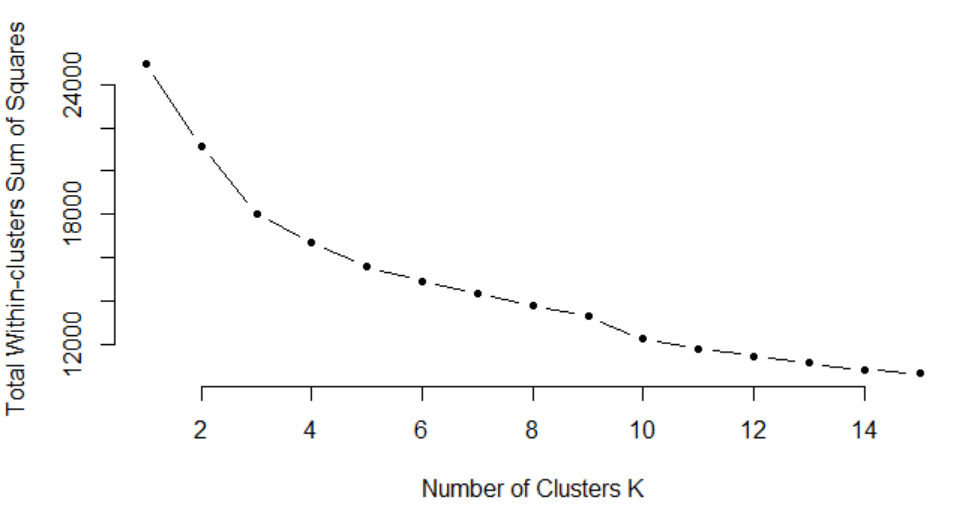 Total Within-clusters Sum of Squares
24000
18000
12000
2 4 6 8 10 12 14
Number of Clusters K